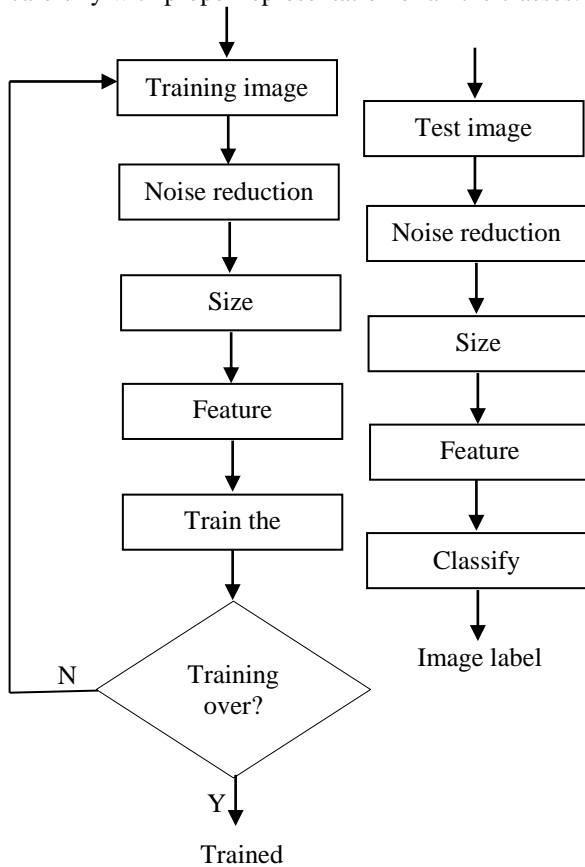 Training image
Noise reduction
Size
Feature
Train the
Training
over?
N
Y
Trained
Test image
Noise reduction
Size
Feature
Classify
Image label